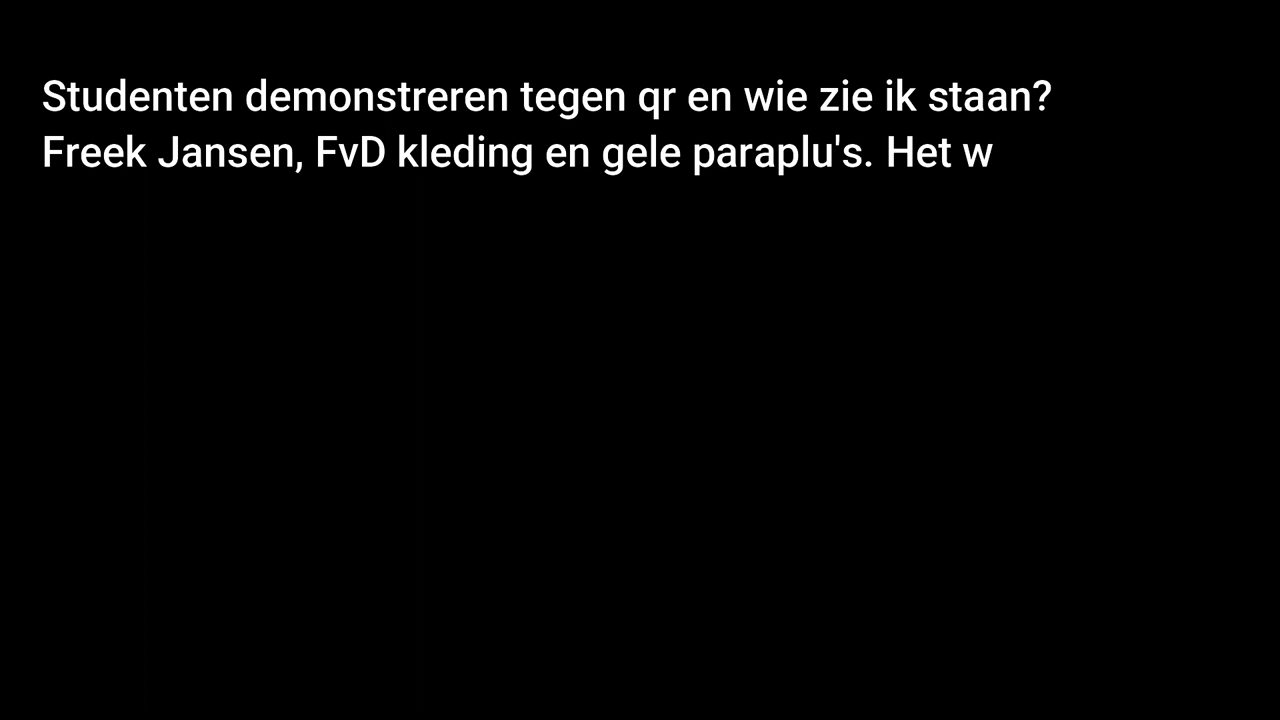 Studenten demonstreren tegen qr en wie zie ik staan?
Freek Jansen, FvD kleding en gele paraplu's. Het w